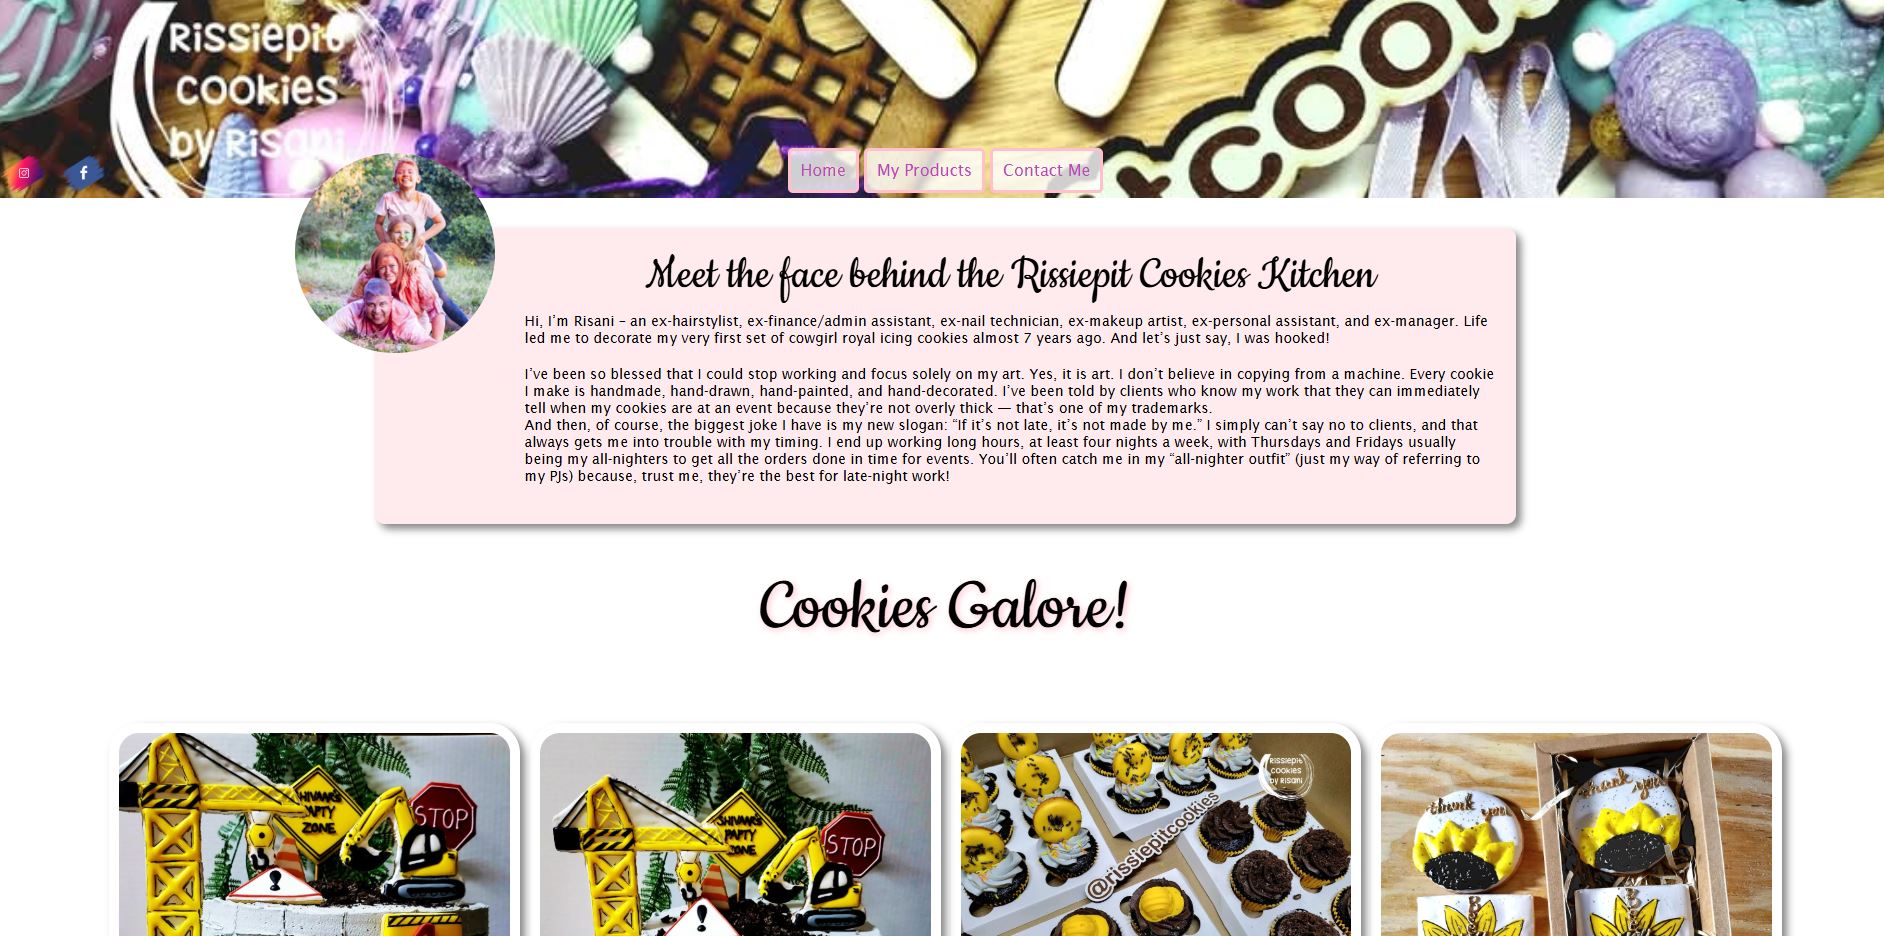 Rissiepit
cookies
by Risani
Home
My Products
Contact Me
Meet the face behind the Rissiepit Cookies Kitchen
Hi, I’m Risani – an ex-hairstylist, ex-finance/admin assistant, ex-nail technician, ex-makeup artist, ex-personal assistant, and ex-manager. Life
led me to decorate my very first set of cowgirl royal icing cookies almost 7 years ago. And let’s just say, I was hooked!
I’ve been so blessed that I could stop working and focus solely on my art. Yes, it is art. I don’t believe in copying from a machine. Every cookie
I make is handmade, hand-drawn, hand-painted, and hand-decorated. I’ve been told by clients who know my work that they can immediately
tell when my cookies are at an event because they’re not overly thick — that’s one of my trademarks.
And then, of course, the biggest joke I have is my new slogan: “If it’s not late, it’s not made by me.” I simply can’t say no to clients, and that
always gets me into trouble with my timing. I end up working long hours, at least four nights a week, with Thursdays and Fridays usually
being my all-nighters to get all the orders done in time for events. You’ll often catch me in my “all-nighter outfit” (just my way of referring to
my PJs) because, trust me, they’re the best for late-night work!
Cookies Galore!
SHIVAAR'S
PARTY
ZONE
STOP
SHIVAAR'S
PARTY
ZONE
STOP
Rissiepit
cookies
by Risani
@rissiepitcookies
thank you
thank you